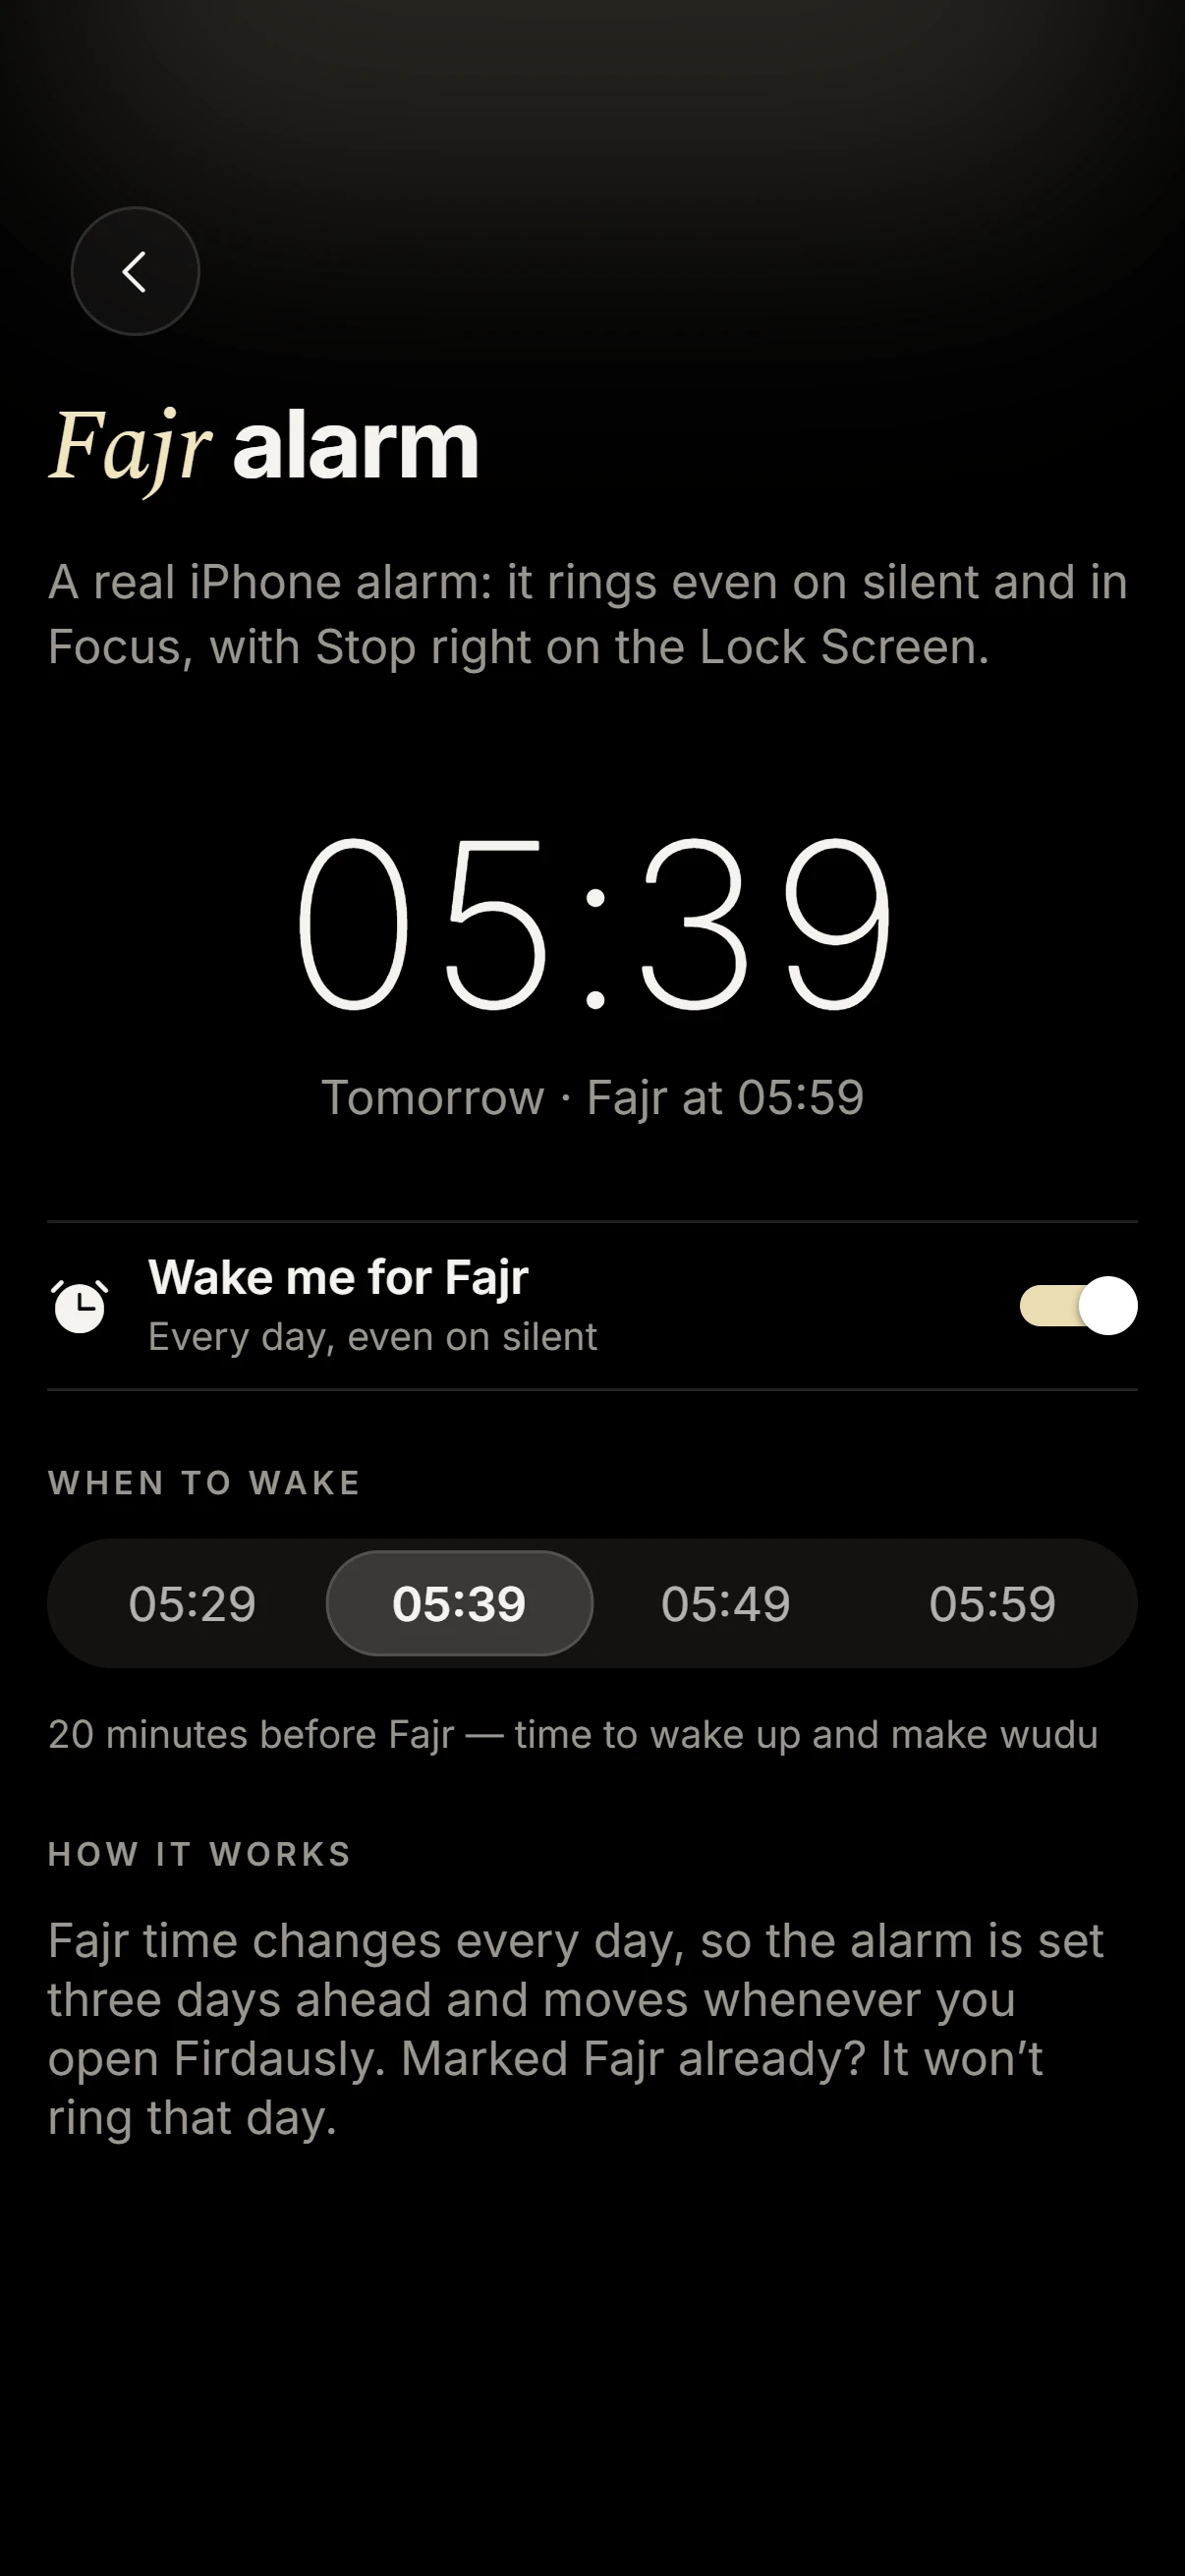 Fajr alarm
A real iPhone alarm: it rings even on silent and in
Focus, with Stop right on the Lock Screen.
05:39
Tomorrow · Fajr at 05:59
Wake me for Fajr
Every day, even on silent
WHEN TO WAKE
05:29 05:39 05:49 05:59
20 minutes before Fajr — time to wake up and make wudu
HOW IT WORKS
Fajr time changes every day, so the alarm is set
three days ahead and moves whenever you
open Firdausly. Marked Fajr already? It won’t
ring that day.